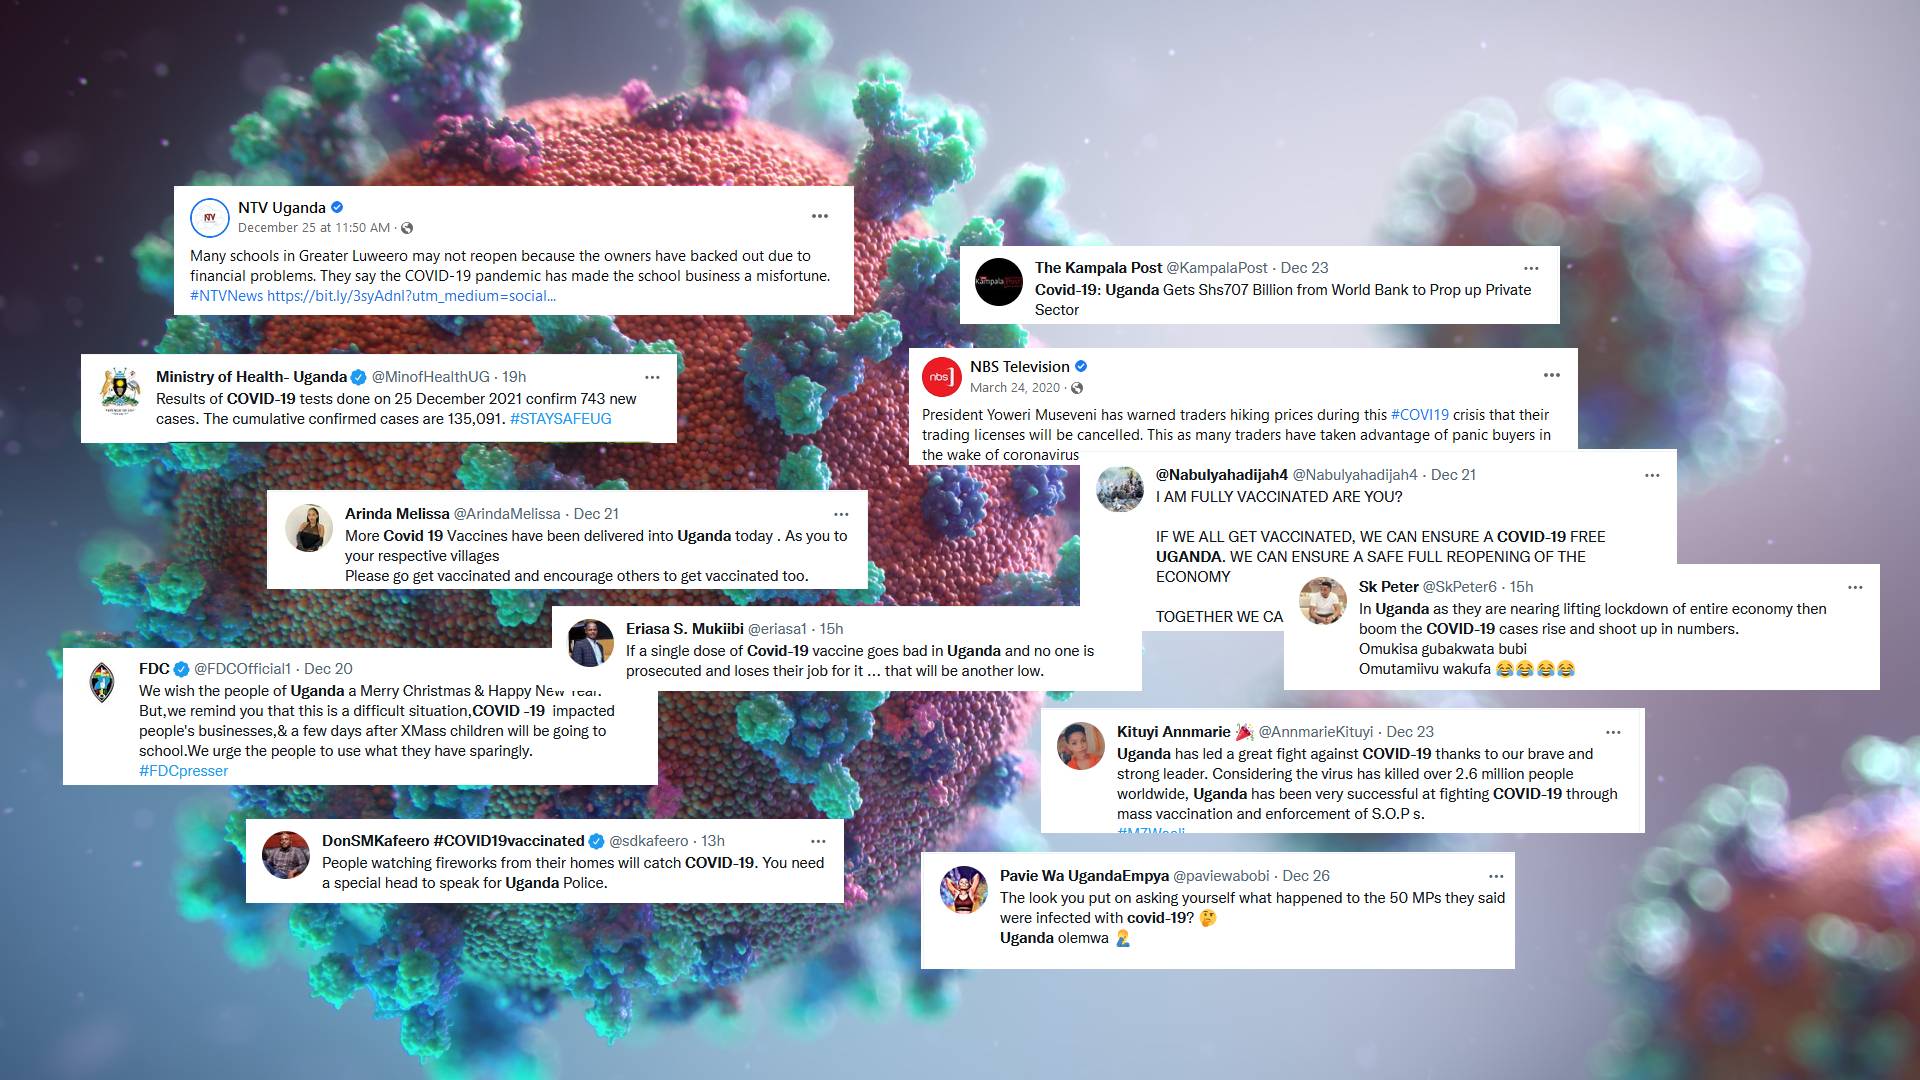 NTV Uganda
December 25 at 11:50 AM ·
Many schools in Greater Luweero may not reopen because the owners have backed out due to
financial problems. They say the COVID-19 pandemic has made the school business a misfortune.
#NTVNews https://bit.ly/3syAdnl?utm_medium=social...
Ministry of Health- Uganda @MinofHealthUG · 19h
Results of COVID-19 tests done on 25 December 2021 confirm 743 new
cases. The cumulative confirmed cases are 135,091. #STAYSAFEUG
Arinda Melissa @ArindaMelissa · Dec 21
More Covid 19 Vaccines have been delivered into Uganda today . As you to
your respective villages
Please go get vaccinated and encourage others to get vaccinated too.
Eriasa S. Mukiibi @eriasa1 · 15h
If a single dose of Covid-19 vaccine goes bad in Uganda and no one is
prosecuted and loses their job for it ... that will be another low.
FDC @FDCOfficial1 · Dec 20
We wish the people of Uganda a Merry Christmas & Happy New Year.
But,we remind you that this is a difficult situation,COVID -19 impacted
people's businesses,& a few days after XMass children will be going to
school.We urge the people to use what they have sparingly.
#FDCpresser
DonSMKafeero #COVID19vaccinated @sdkafeero · 13h
People watching fireworks from their homes will catch COVID-19. You need
a special head to speak for Uganda Police.
The Kampala Post @KampalaPost · Dec 23
Covid-19: Uganda Gets Shs707 Billion from World Bank to Prop up Private
Sector
nbs
NBS Television
March 24, 2020 ·
President Yoweri Museveni has warned traders hiking prices during this #COVI19 crisis that their
trading licenses will be cancelled. This as many traders have taken advantage of panic buyers in
the wake of coronavirus
@Nabulyahadijah4 @Nabulyahadijah4 · Dec 21
I AM FULLY VACCINATED ARE YOU?
IF WE ALL GET VACCINATED, WE CAN ENSURE A COVID-19 FREE
UGANDA. WE CAN ENSURE A SAFE FULL REOPENING OF THE
ECONOMY
TOGETHER WE CA
Sk Peter @SkPeter6 · 15h
In Uganda as they are nearing lifting lockdown of entire economy then
boom the COVID-19 cases rise and shoot up in numbers.
Omukisa gubakwata bubi
Omutamiivu wakufa 😂😂😂😂
Kituyi Annmarie 🎉 @AnnmarieKituyi · Dec 23
Uganda has led a great fight against COVID-19 thanks to our brave and
strong leader. Considering the virus has killed over 2.6 million people
worldwide, Uganda has been very successful at fighting COVID-19 through
mass vaccination and enforcement of S.O.P s.
Pavie Wa UgandaEmpya @paviewabobi · Dec 26
The look you put on asking yourself what happened to the 50 MPs they said
were infected with covid-19? 🤔
Uganda olemwa 🤦‍♂️